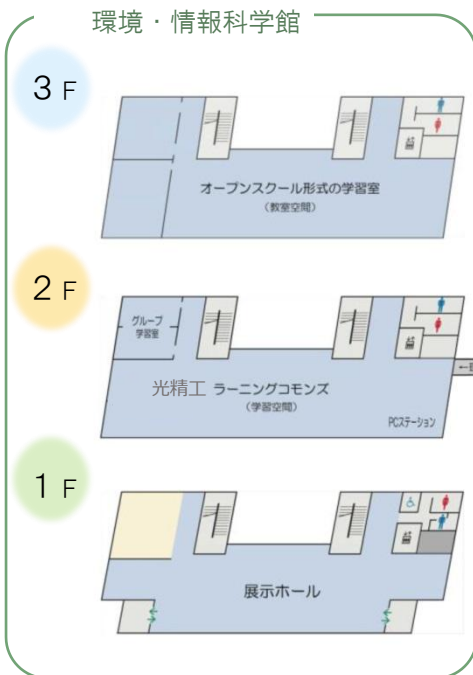 環境・情報科学館
3 F
オープンスクール形式の学習室
(教室空間)
2 F
グループ
学習室
光精工 ラーニングコモンズ
(学習空間)
PCステーション
1 F
展示ホール